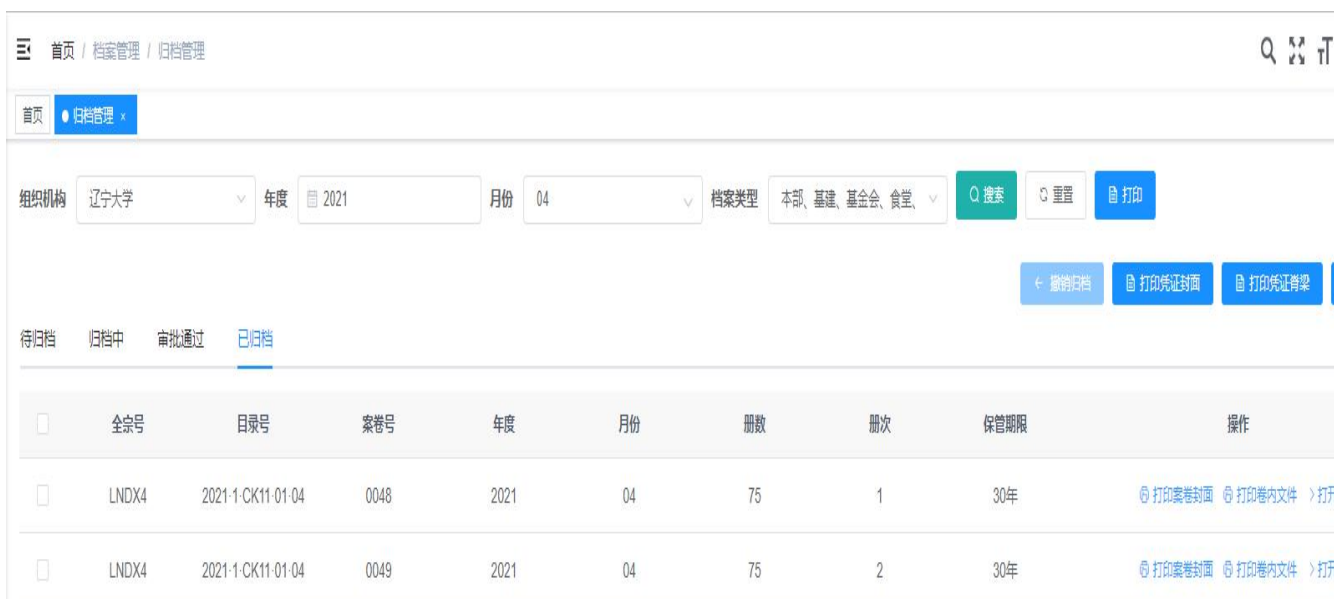 首页 / 档案管理 / 归档管理
首页 归档管理 ×
组织机构 辽宁大学 年度 2021 月份 04 档案类型 本部、基建、基金会、食堂、 搜索 重置 打印
撤销归档 打印凭证封面 打印凭证脊梁
待归档 归档中 审批通过 已归档
全宗号 目录号 案卷号 年度 月份 册数 册次 保管期限 操作
LNDX4 2021·1·CK11·01·04 0048 2021 04 75 1 30年 打印案卷封面 打印卷内文件 打开
LNDX4 2021·1·CK11·01·04 0049 2021 04 75 2 30年 打印案卷封面 打印卷内文件 打开